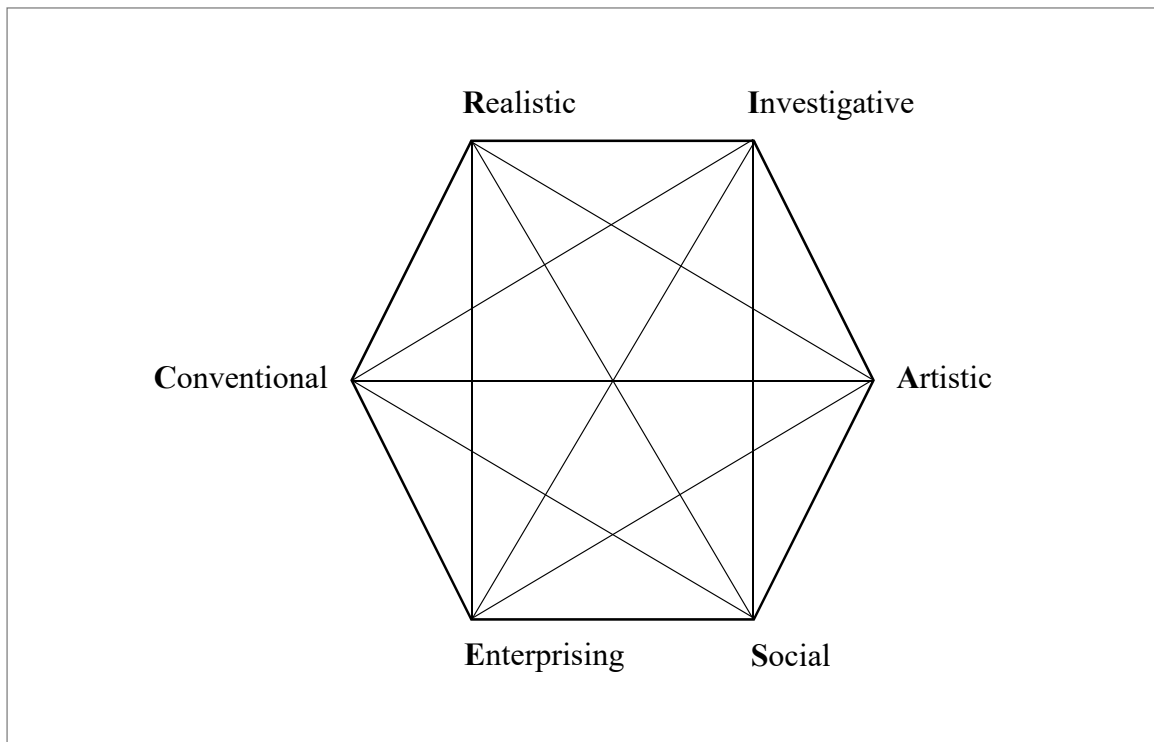 Realistic
Investigative
Conventional
Artistic
Enterprising
Social